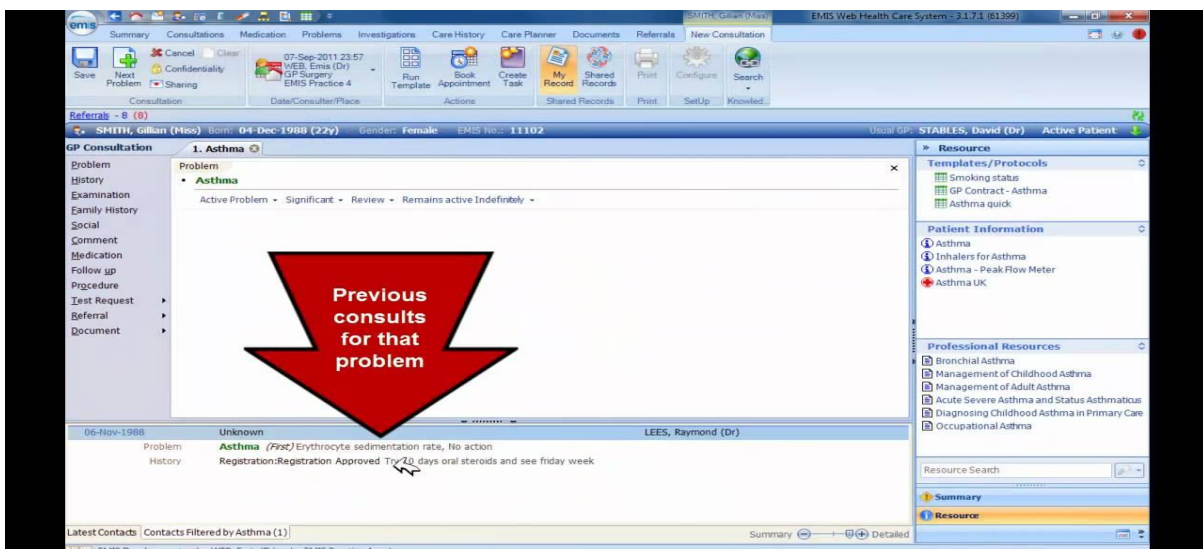 emis
SMITH, Gillian (Miss)
EMIS Web Health Care System - 3.1.7.1 (61399)
Summary Consultations Medication Problems Investigations Care History Care Planner Documents Referrals New Consultation
Save
Next Problem
Cancel Clear
Confidentiality
Sharing
07-Sep-2011 23:57
WEB, Emis (Dr)
GP Surgery
EMIS Practice 4
Run Template
Book Appointment
Create Task
My Record
Shared Records
Print
Configure
Search
Consultation Date/Consulter/Place Actions Shared Records Print SetUp Knowled...
Referrals - 8 (8)
SMITH, Gillian (Miss) Born: 04-Dec-1988 (22y) Gender: Female EMIS No.: 11102 Usual GP: STABLES, David (Dr) Active Patient
GP Consultation
1. Asthma
Problem
History
Examination
Family History
Social
Comment
Medication
Follow up
Procedure
Test Request
Referral
Document
Problem
• Asthma
Active Problem Significant Review Remains active Indefinitely
Previous
consults
for that
problem
» Resource
Templates/Protocols
Smoking status
GP Contract - Asthma
Asthma quick
Patient Information
Asthma
Inhalers for Asthma
Asthma - Peak Flow Meter
Asthma UK
Professional Resources
Bronchial Asthma
Management of Childhood Asthma
Management of Adult Asthma
Acute Severe Asthma and Status Asthmaticus
Diagnosing Childhood Asthma in Primary Care
Occupational Asthma
Resource Search
Summary
Resource
06-Nov-1988 Unknown LEES, Raymond (Dr)
Problem Asthma (First) Erythrocyte sedimentation rate, No action
History Registration:Registration Approved Try days oral steroids and see friday week
Latest Contacts Contacts Filtered by Asthma (1)
Summary Detailed